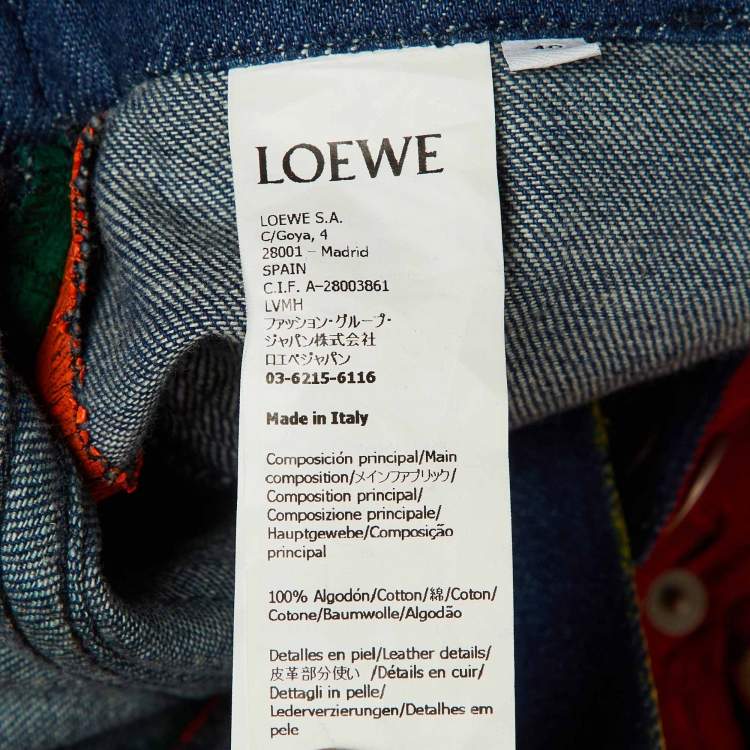 LOEWE
LOEWE S.A.
C/Goya, 4
28001 – Madrid
SPAIN
C.I.F. A-28003861
LVMH
ファッション・グループ・
ジャパン株式会社
ロエベジャパン
03-6215-6116
Made in Italy
Composición principal/Main
composition/メインファブリック/
Composition principal/
Composizione principale/
Hauptgewebe/Composição
principal
100% Algodón/Cotton/綿/Coton/
Cotone/Baumwolle/Algodão
Detalles en piel/Leather details/
皮革部分使い /Détails en cuir/
Dettagli in pelle/
Lederverzierungen/Detalhes em
pele